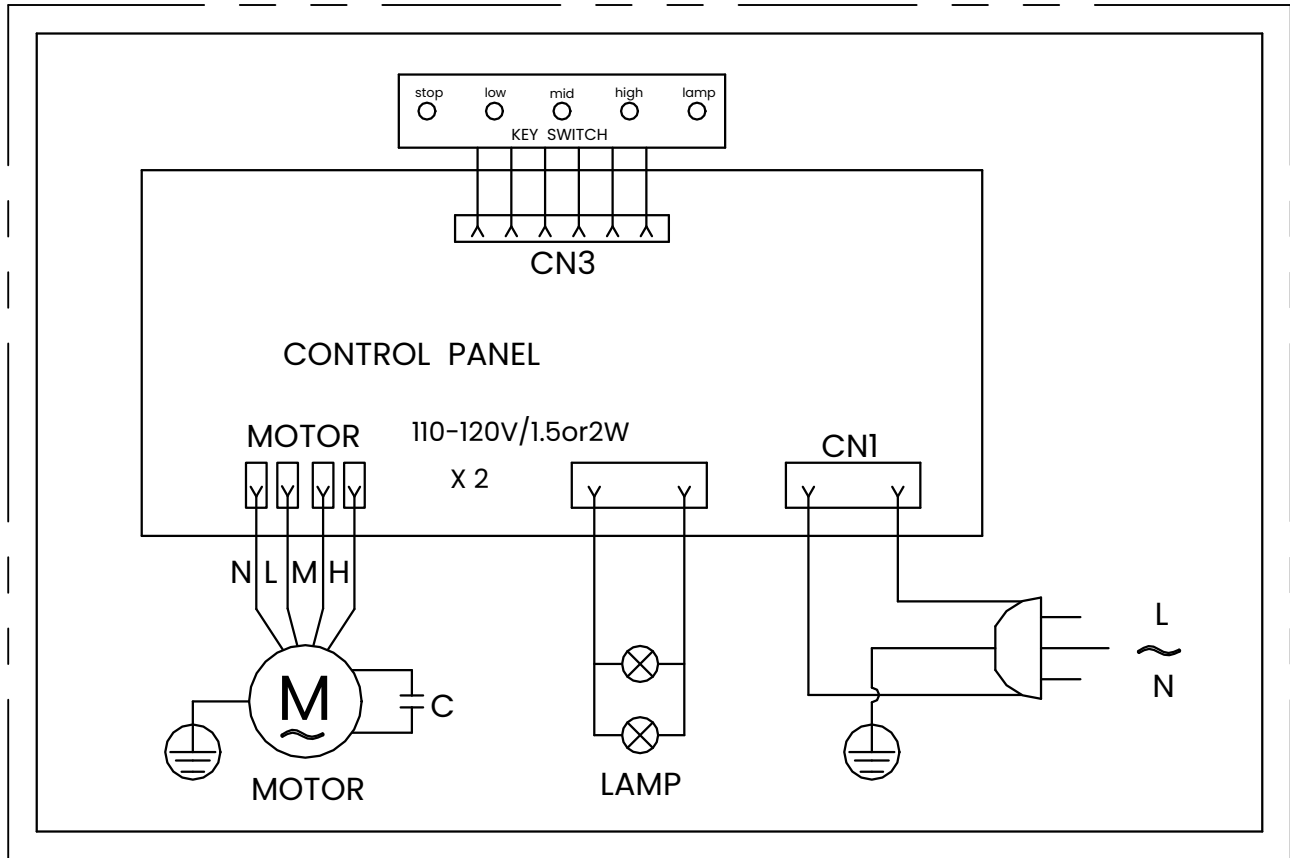 stop low mid high lamp
KEY SWITCH
CN3
CONTROL PANEL
MOTOR
110-120V/1.5or2W
X 2
CN1
N L M H
L
N
M
C
MOTOR
LAMP